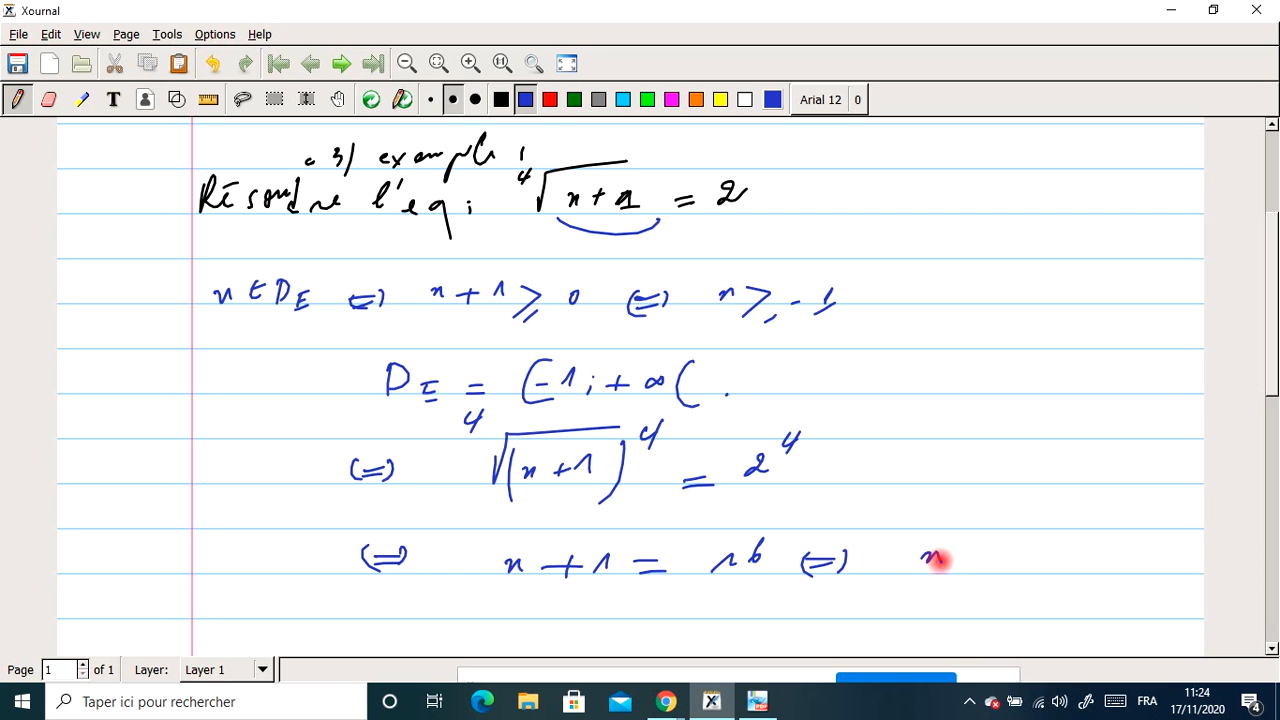 Xournal
File Edit View Page Tools Options Help
Arial 12 0
3) exemple :
Résoudre l'eq : ⁴√(x+1) = 2
x ∈ D_E ⇔ x + 1 ≥ 0 ⇔ x ≥ -1
D_E = [-1; +∞[ .
⇔ ⁴√(x+1)⁴ = 2⁴
⇔ x + 1 = 16 ⇔ x
Page 1 of 1 Layer: Layer 1
Taper ici pour rechercher
FRA
11:24
17/11/2020
4